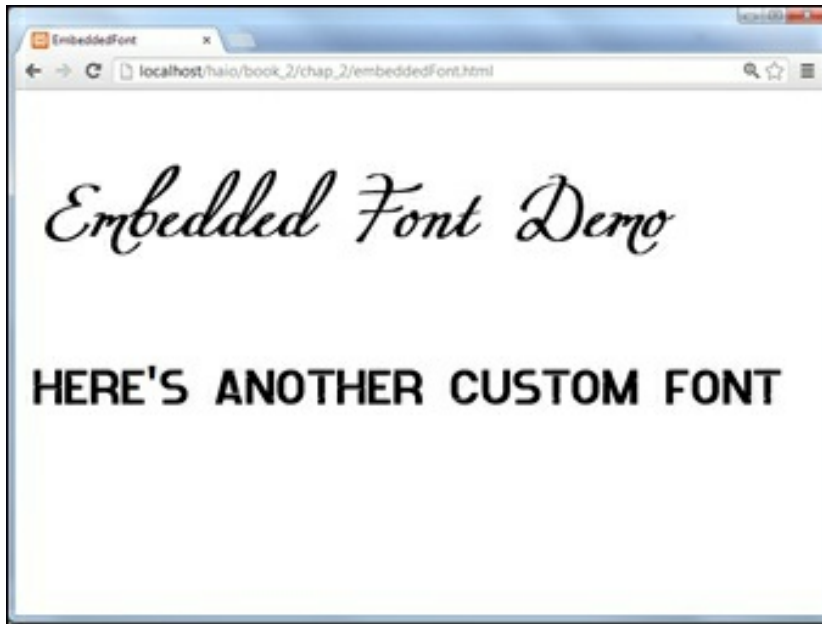 EmbeddedFont
localhost/haio/book_2/chap_2/embeddedFont.html
Embedded Font Demo
HERE'S ANOTHER CUSTOM FONT